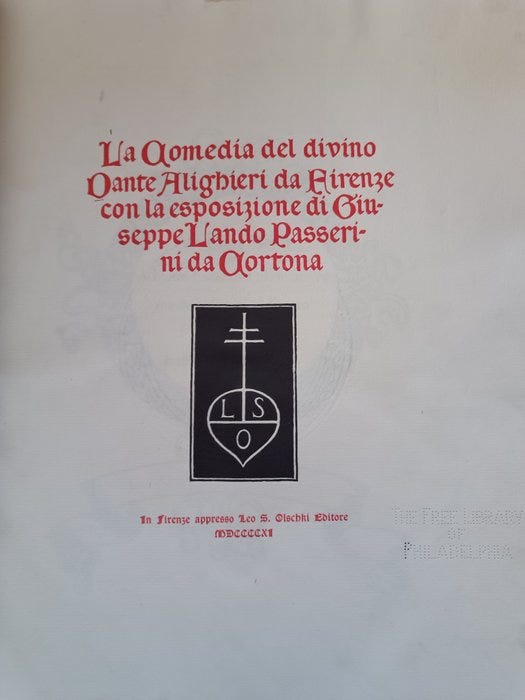 La Comedia del divino
Dante Alighieri da Firenze
con la esposizione di Giu-
seppe Lando Passeri-
ni da Cortona
L S
O
In Firenze appresso Leo S. Olschki Editore
MDCCCCXI
THE FREE LIBRARY
OF
PHILADELPHIA